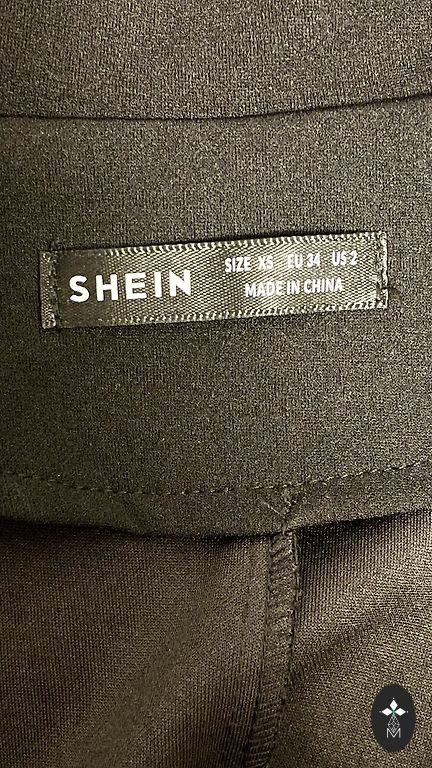 SHEIN
SIZE XS EU 34 US 2
MADE IN CHINA
M